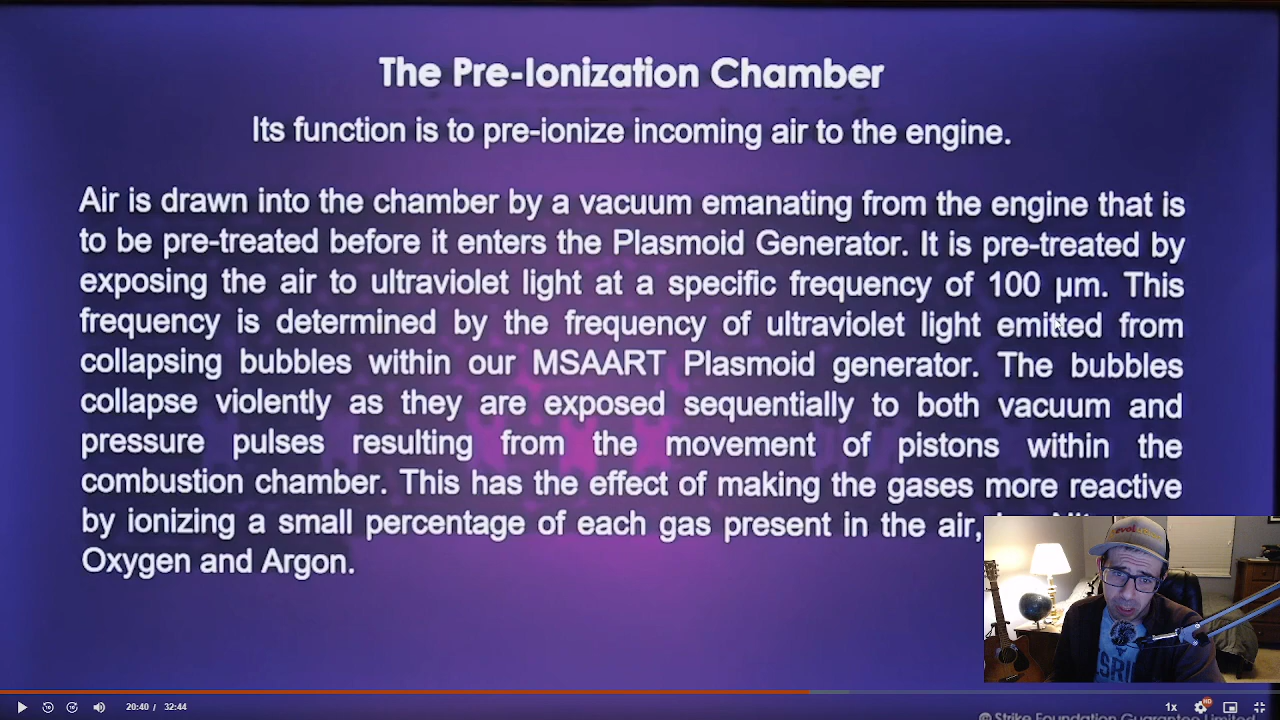 The Pre-Ionization Chamber
Its function is to pre-ionize incoming air to the engine.
Air is drawn into the chamber by a vacuum emanating from the engine that is
to be pre-treated before it enters the Plasmoid Generator. It is pre-treated by
exposing the air to ultraviolet light at a specific frequency of 100 µm. This
frequency is determined by the frequency of ultraviolet light emitted from
collapsing bubbles within our MSAART Plasmoid generator. The bubbles
collapse violently as they are exposed sequentially to both vacuum and
pressure pulses resulting from the movement of pistons within the
combustion chamber. This has the effect of making the gases more reactive
by ionizing a small percentage of each gas present in the air,
Oxygen and Argon.
20:40 / 32:44
1x
HD
© Strike Foundation Guarantee Limited